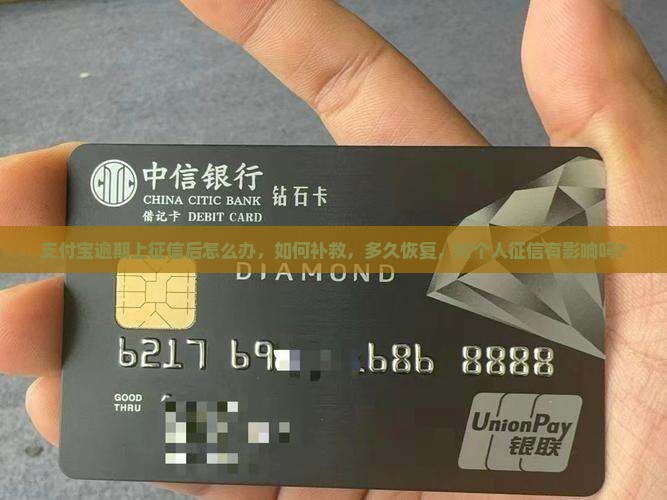 中信银行
CHINA CITIC BANK
借记卡 DEBIT CARD
钻石卡
支付宝逾期上征信后怎么办，如何补救，多久恢复，对个人征信有影响吗？
DIAMOND
6217 69 686 8888
GOOD
THRU
UnionPay
银联